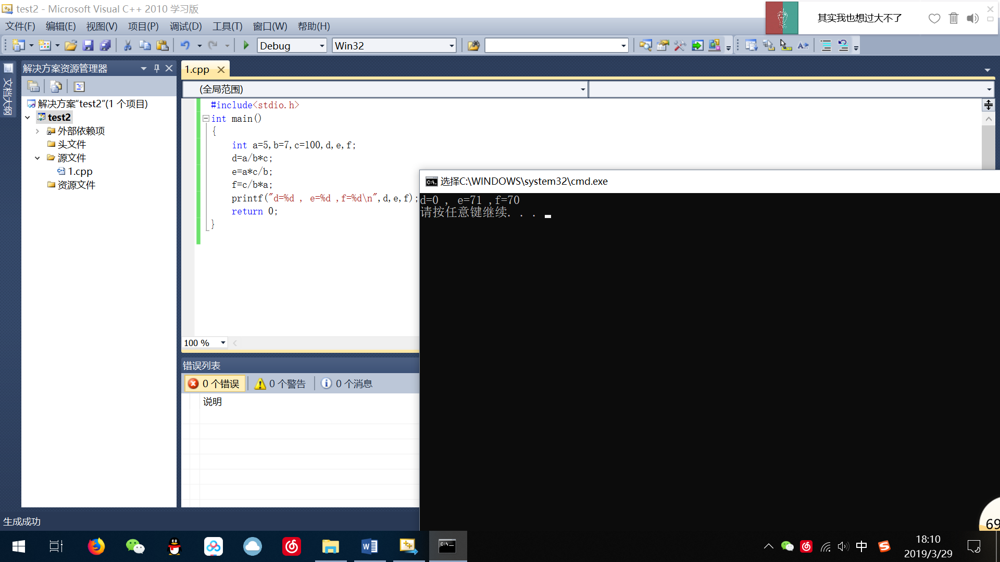 test2 - Microsoft Visual C++ 2010 学习版
文件(F) 编辑(E) 视图(V) 项目(P) 调试(D) 工具(T) 窗口(W) 帮助(H)
其实我也想过大不了
Debug Win32
文档大纲
解决方案资源管理器
解决方案“test2”(1 个项目)
test2
外部依赖项
头文件
源文件
1.cpp
资源文件
1.cpp
(全局范围)
#include<stdio.h>
int main()
{
int a=5,b=7,c=100,d,e,f;
d=a/b*c;
e=a*c/b;
f=c/b*a;
printf("d=%d , e=%d ,f=%d\n",d,e,f);
return 0;
}
100 %
选择C:\WINDOWS\system32\cmd.exe
d=0 , e=71 ,f=70
请按任意键继续. . .
错误列表
0 个错误 0 个警告 0 个消息
说明
生成成功
69
中
18:10
2019/3/29